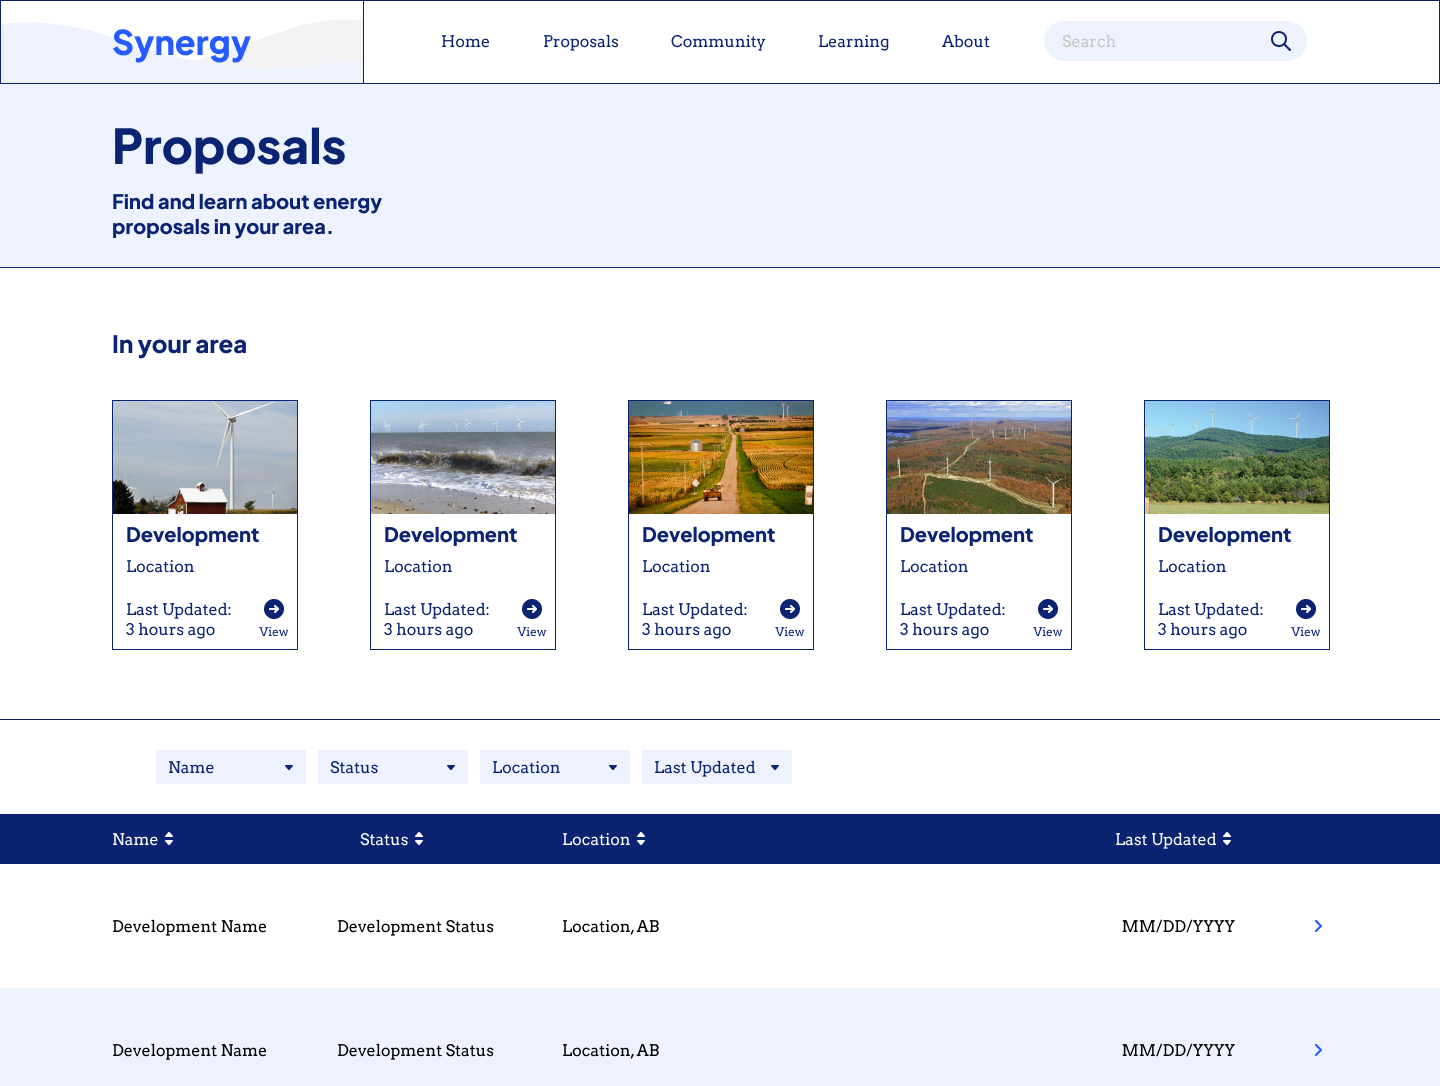 Synergy
Home Proposals Community Learning About Search
Proposals
Find and learn about energy
proposals in your area.
In your area
Development
Location
Last Updated:
3 hours ago
View
Development
Location
Last Updated:
3 hours ago
View
Development
Location
Last Updated:
3 hours ago
View
Development
Location
Last Updated:
3 hours ago
View
Development
Location
Last Updated:
3 hours ago
View
Name Status Location Last Updated
Name Status Location Last Updated
Development Name Development Status Location, AB MM/DD/YYYY
Development Name Development Status Location, AB MM/DD/YYYY